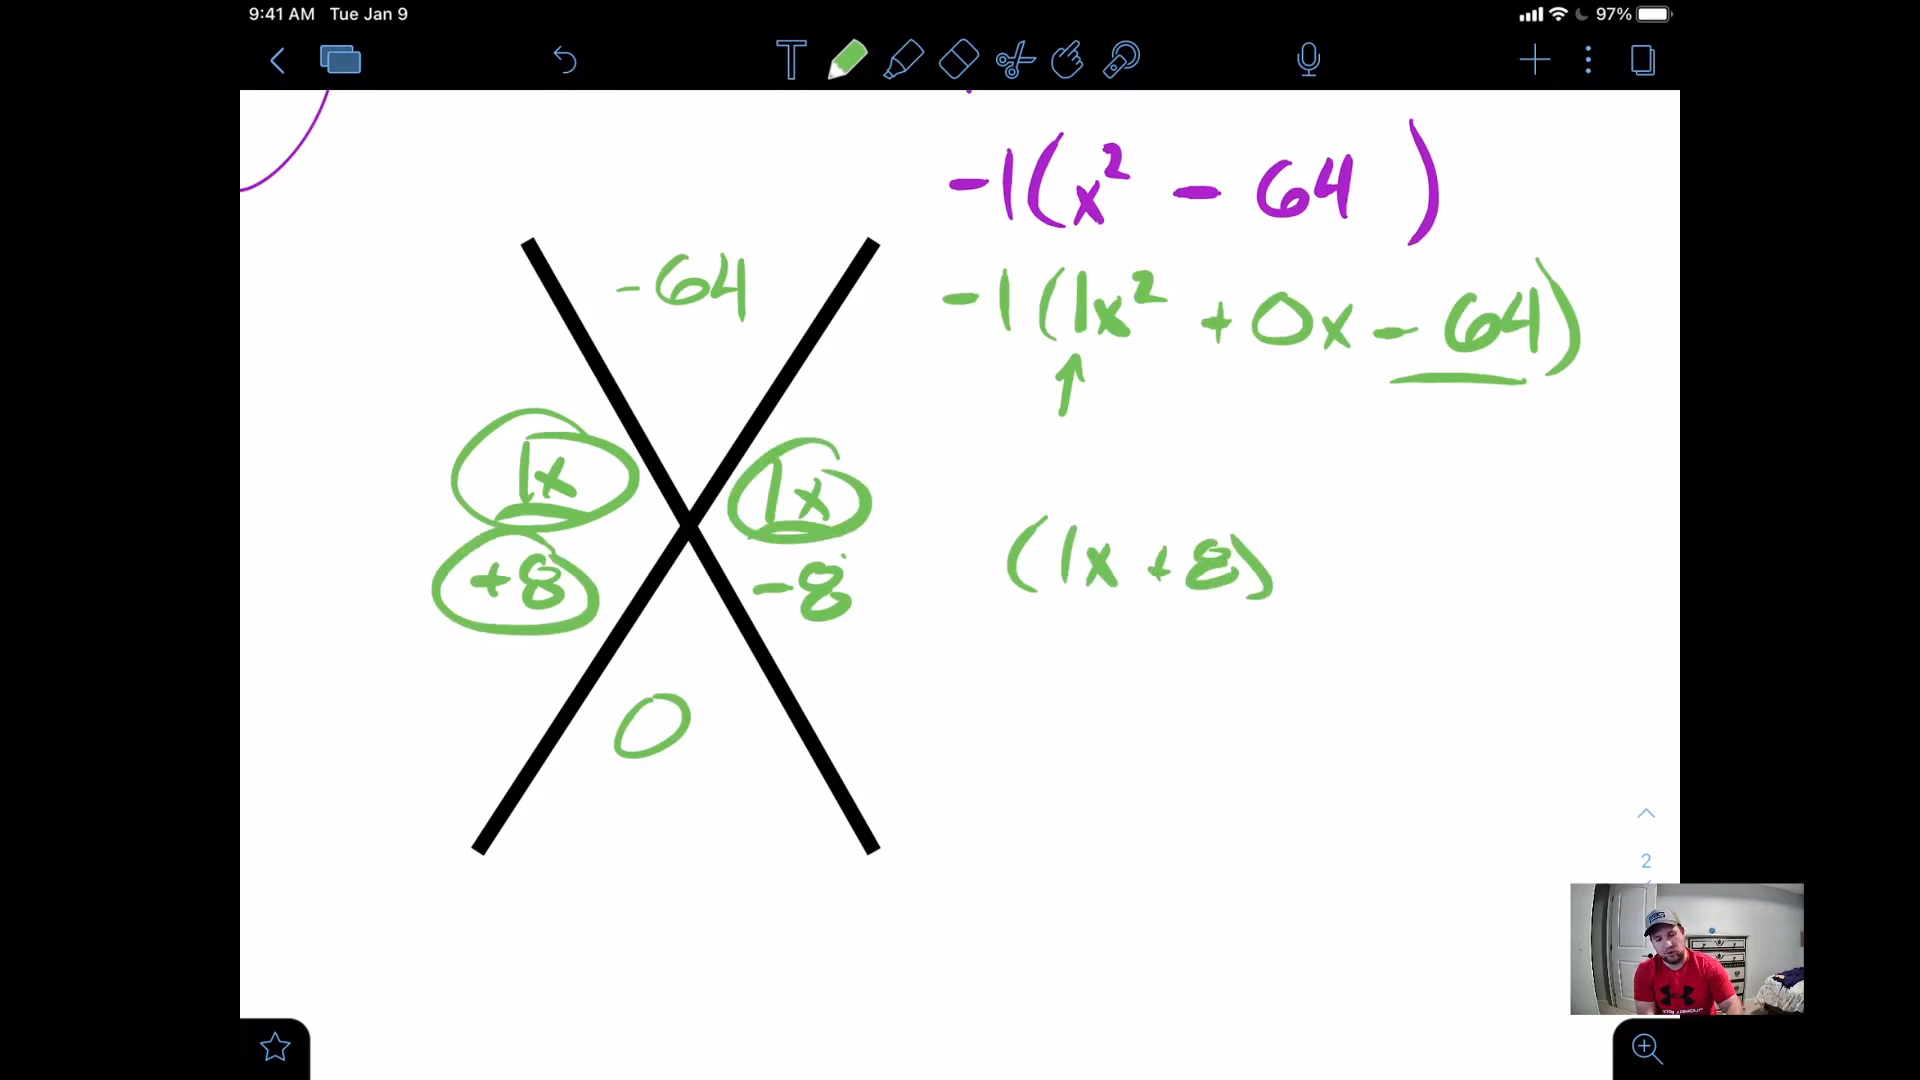 9:41 AM Tue Jan 9
97%
-1(x² - 64 )
-64
-1(1x² + 0x - 64)
1x 1x
+8 -8
(1x + 8)
0
2